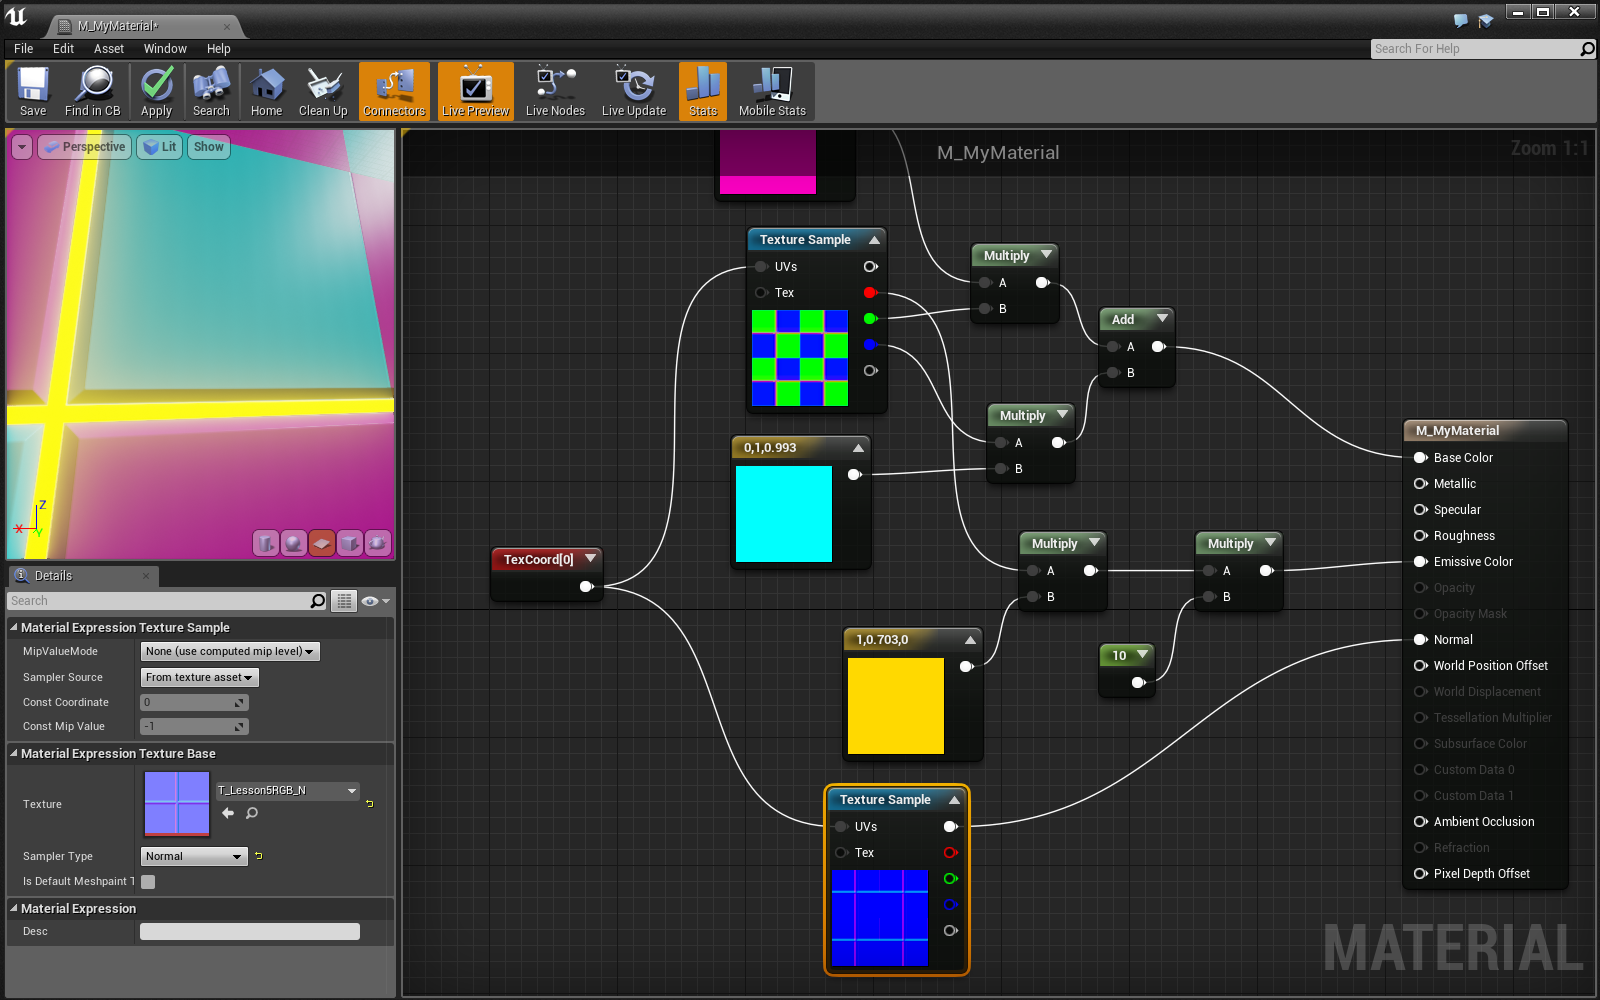 M_MyMaterial*
File Edit Asset Window Help
Search For Help
Save Find in CB Apply Search Home Clean Up Connectors Live Preview Live Nodes Live Update Stats Mobile Stats
Perspective Lit Show
Z
X
Y
M_MyMaterial
Zoom 1:1
Texture Sample
UVs
Tex
Multiply
A
B
Add
A
B
Multiply
A
B
0,1,0.993
TexCoord[0]
Multiply
A
B
Multiply
A
B
1,0.703,0
10
Texture Sample
UVs
Tex
M_MyMaterial
Base Color
Metallic
Specular
Roughness
Emissive Color
Opacity
Opacity Mask
Normal
World Position Offset
World Displacement
Tessellation Multiplier
Subsurface Color
Custom Data 0
Custom Data 1
Ambient Occlusion
Refraction
Pixel Depth Offset
MATERIAL
Details
Search
Material Expression Texture Sample
MipValueMode None (use computed mip level)
Sampler Source From texture asset
Const Coordinate 0
Const Mip Value -1
Material Expression Texture Base
Texture T_Lesson5RGB_N
Sampler Type Normal
Is Default Meshpaint T
Material Expression
Desc